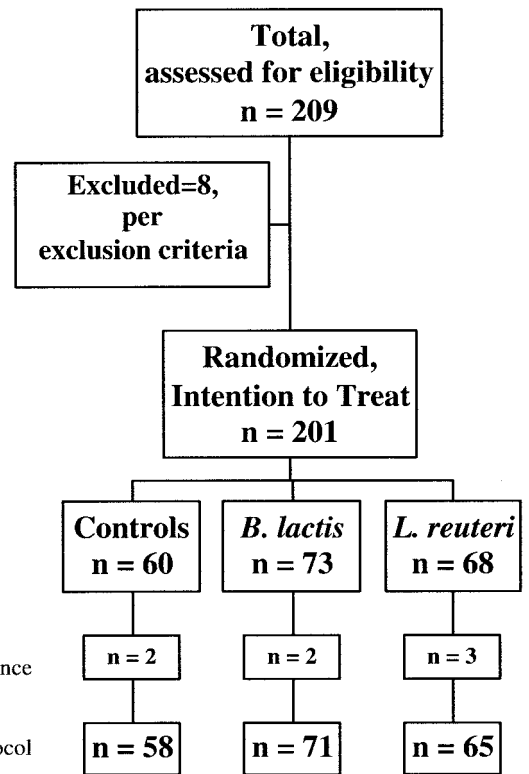 Total,
assessed for eligibility
n = 209
Excluded=8,
per
exclusion criteria
Randomized,
Intention to Treat
n = 201
Controls
n = 60
B. lactis
n = 73
L. reuteri
n = 68
nce
n = 2
n = 2
n = 3
ocol
n = 58
n = 71
n = 65